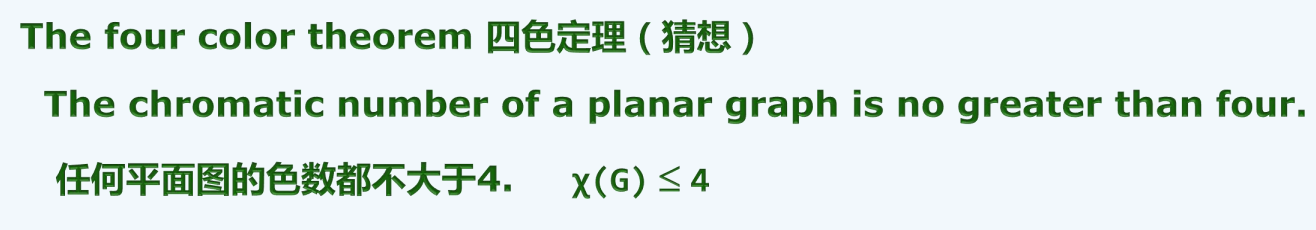 The four color theorem 四色定理（猜想）
The chromatic number of a planar graph is no greater than four.
任何平面图的色数都不大于4. χ(G) ≤ 4